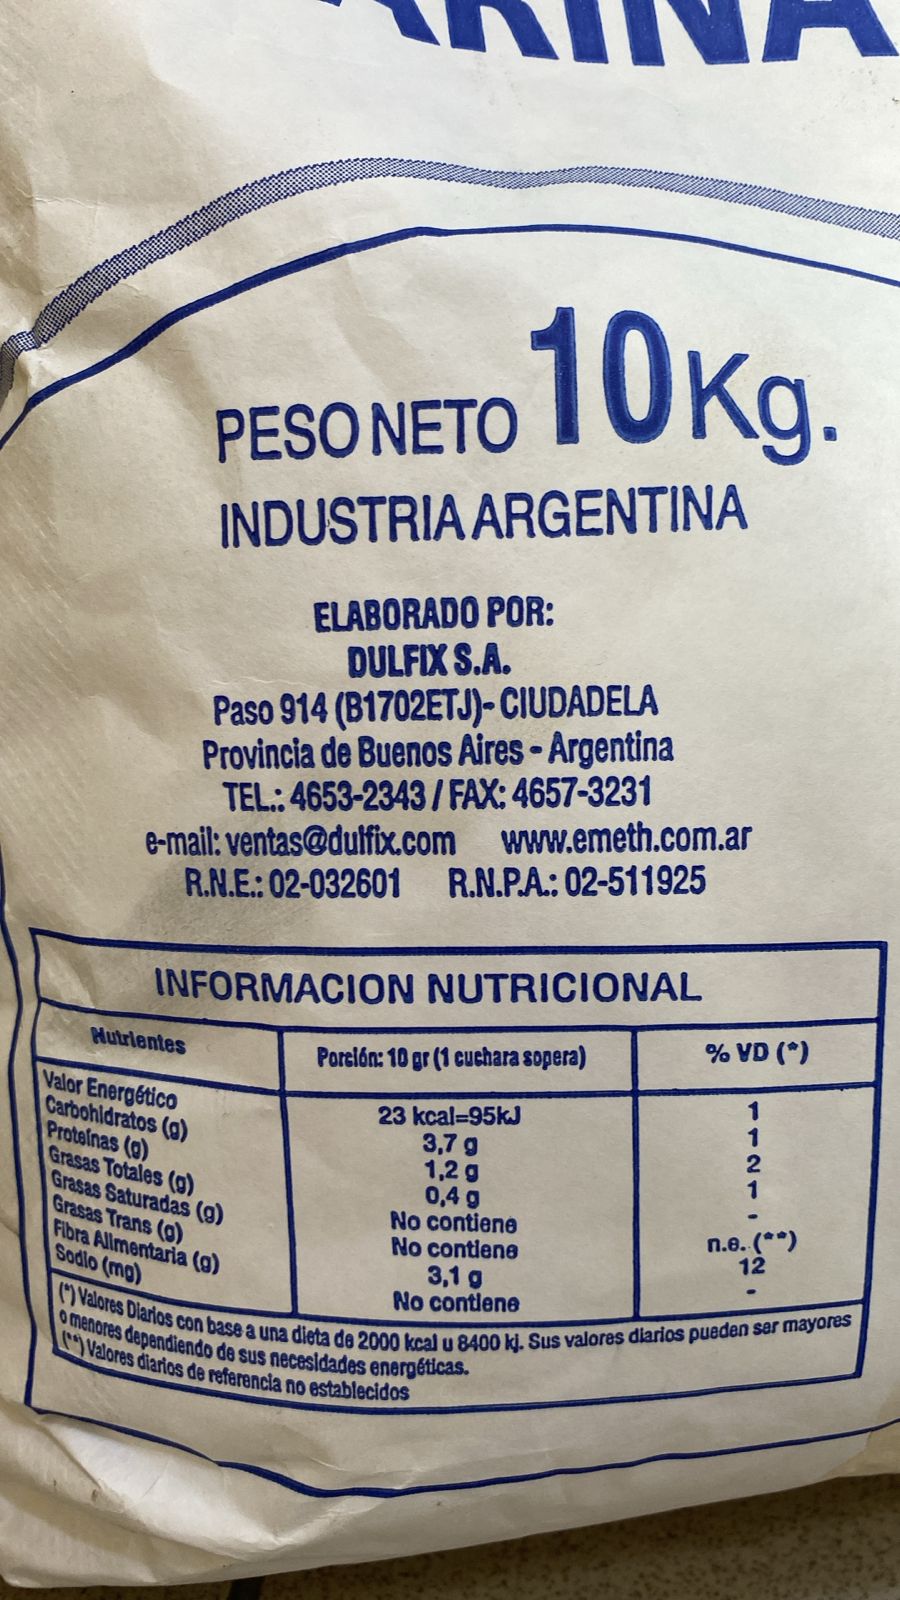 ARINA
PESO NETO 10Kg.
INDUSTRIA ARGENTINA
ELABORADO POR:
DULFIX S.A.
Paso 914 (B1702ETJ)- CIUDADELA
Provincia de Buenos Aires - Argentina
TEL.: 4653-2343 / FAX: 4657-3231
e-mail: ventas@dulfix.com www.emeth.com.ar
R.N.E.: 02-032601 R.N.P.A.: 02-511925
INFORMACION NUTRICIONAL
Nutrientes Porción: 10 gr (1 cuchara sopera) % VD (*)
Valor Energético 23 kcal=95kJ 1
Carbohidratos (g) 3,7 g 1
Proteínas (g) 1,2 g 2
Grasas Totales (g) 0,4 g 1
Grasas Saturadas (g) No contiene -
Grasas Trans (g) No contiene n.e. (**)
Fibra Alimentaria (g) 3,1 g 12
Sodio (mg) No contiene -
(*) Valores Diarios con base a una dieta de 2000 kcal u 8400 kj. Sus valores diarios pueden ser mayores
o menores dependiendo de sus necesidades energéticas.
(**) Valores diarios de referencia no establecidos